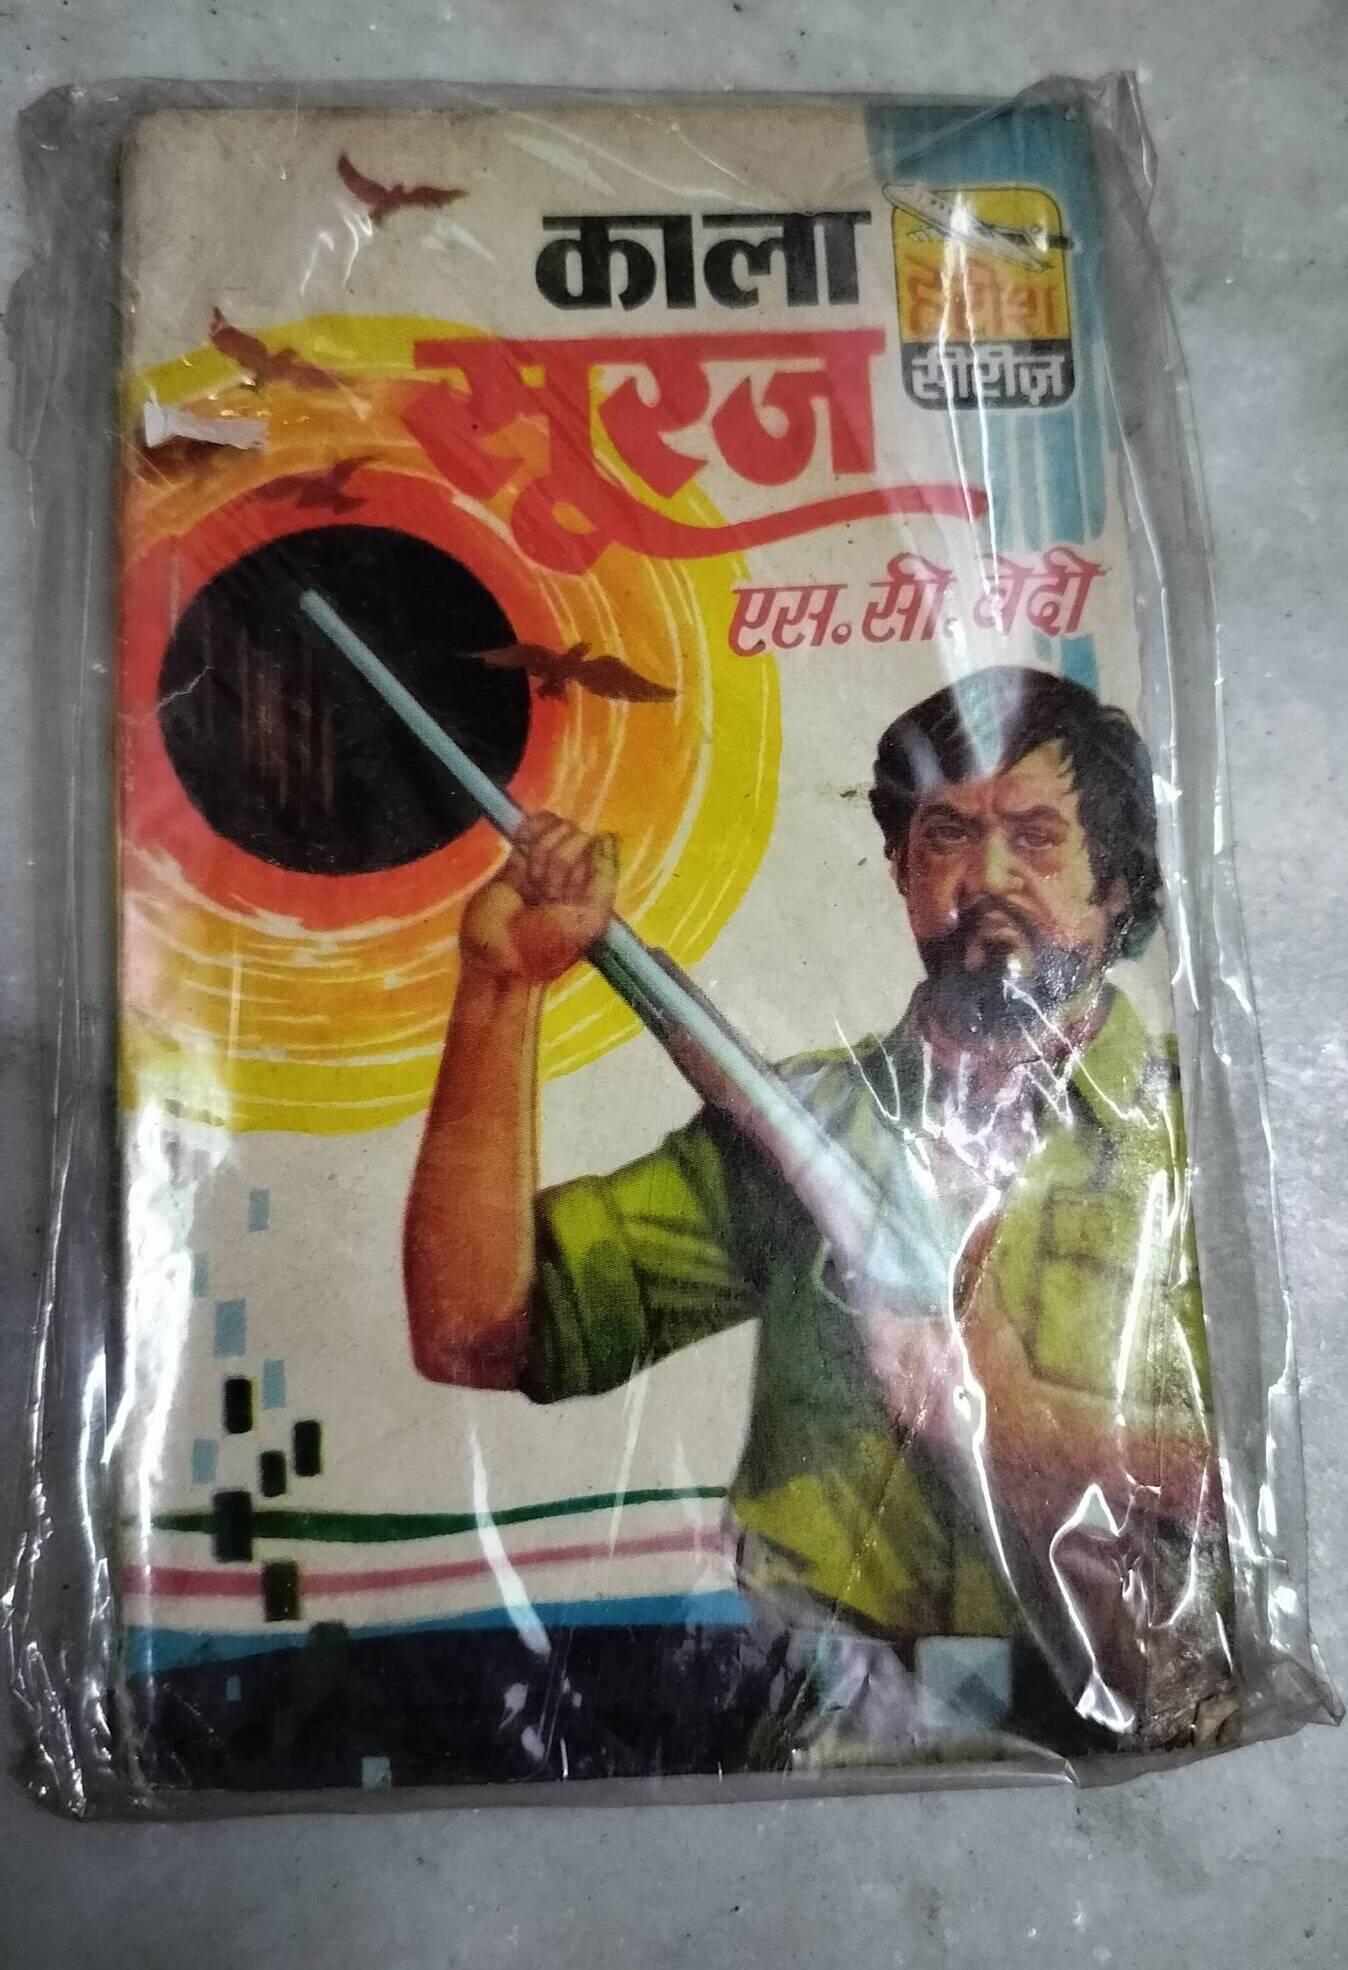 काला
सूरज
सीरीज़
एस. सी. बेदी